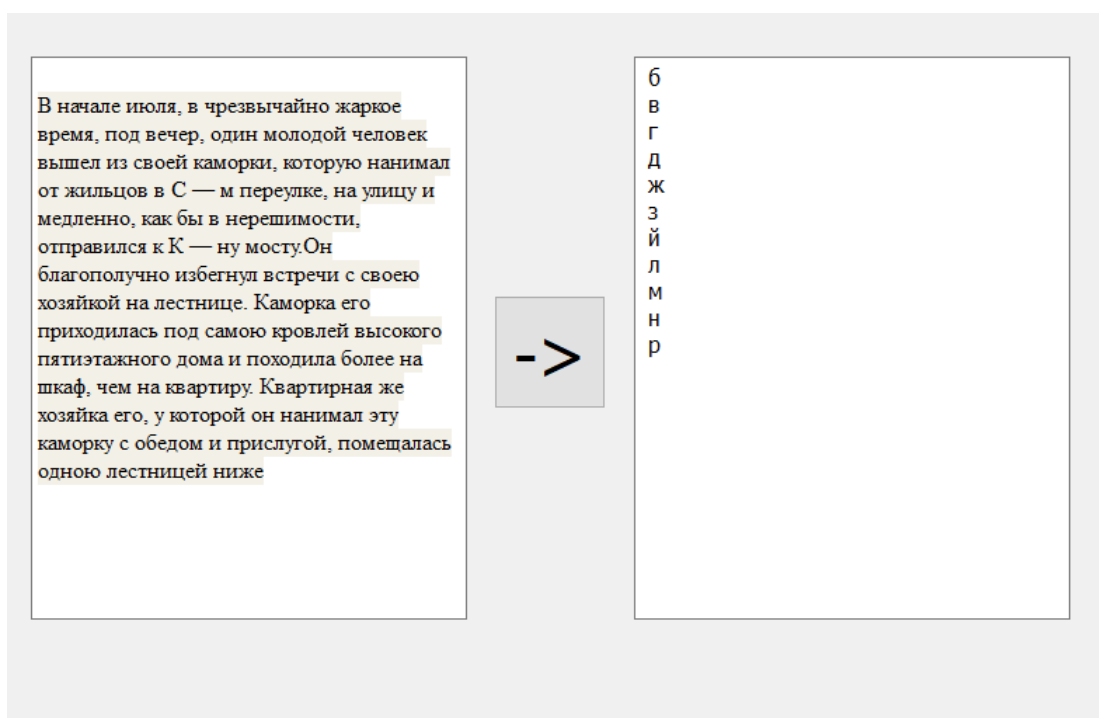 В начале июля, в чрезвычайно жаркое
время, под вечер, один молодой человек
вышел из своей каморки, которую нанимал
от жильцов в С — м переулке, на улицу и
медленно, как бы в нерешимости,
отправился к К — ну мосту.Он
благополучно избегнул встречи с своею
хозяйкой на лестнице. Каморка его
приходилась под самою кровлей высокого
пятиэтажного дома и походила более на
шкаф, чем на квартиру. Квартирная же
хозяйка его, у которой он нанимал эту
каморку с обедом и прислугой, помещалась
одною лестницей ниже
->
б
в
г
д
ж
з
й
л
м
н
р